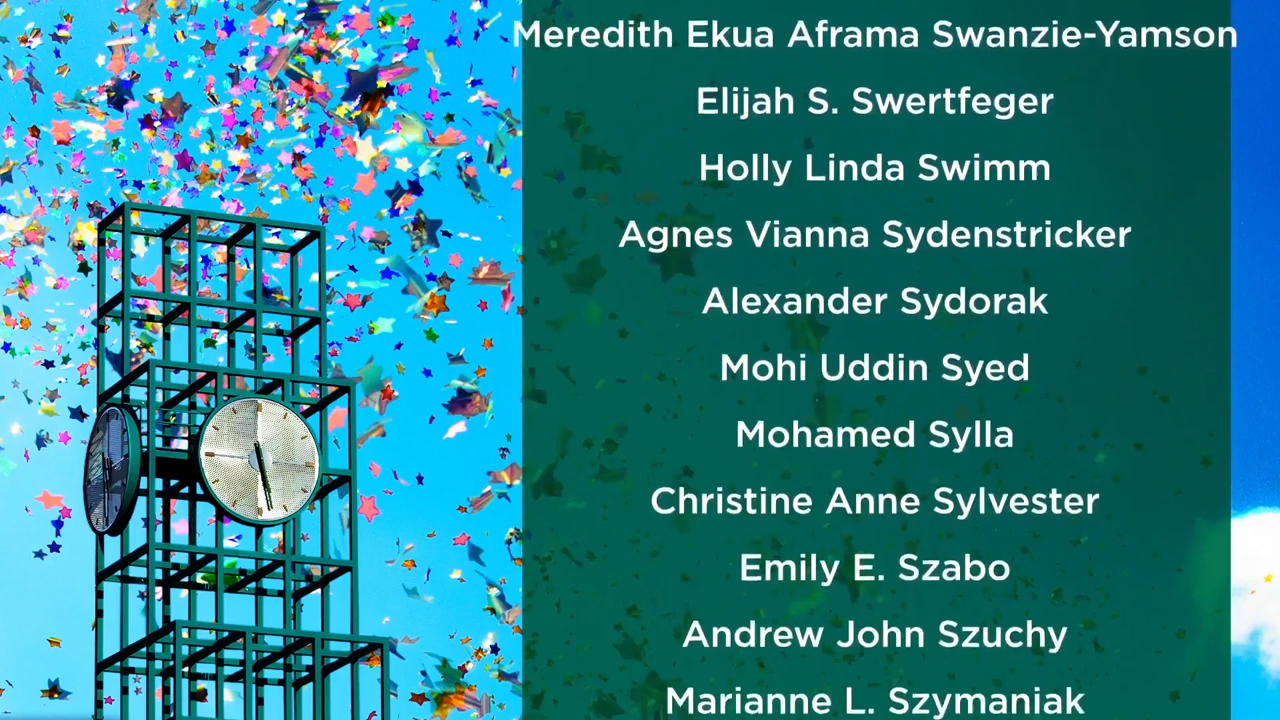 Meredith Ekua Aframa Swanzie-Yamson
Elijah S. Swertfeger
Holly Linda Swimm
Agnes Vianna Sydenstricker
Alexander Sydorak
Mohi Uddin Syed
Mohamed Sylla
Christine Anne Sylvester
Emily E. Szabo
Andrew John Szuchy
Marianne L. Szymaniak